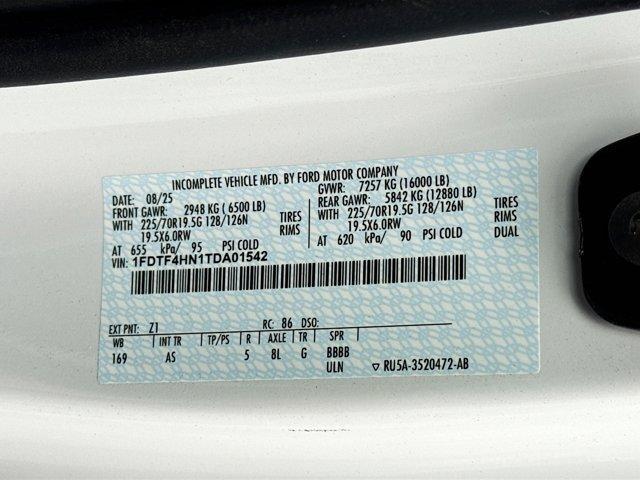 INCOMPLETE VEHICLE MFD. BY FORD MOTOR COMPANY
DATE: 08/25 GVWR: 7257 KG (16000 LB)
FRONT GAWR: 2948 KG ( 6500 LB) REAR GAWR: 5842 KG (12880 LB)
WITH 225/70R19.5G 128/126N TIRES WITH 225/70R19.5G 128/126N TIRES
19.5X6.0RW RIMS 19.5X6.0RW RIMS
AT 655 kPa/ 95 PSI COLD AT 620 kPa/ 90 PSI COLD DUAL
VIN: 1FDTF4HN1TDA01542
EXT PNT: Z1 RC: 86 DSO:
WB INT TR TP/PS R AXLE TR SPR
169 AS 5 8L G BBBB
ULN RU5A-3520472-AB